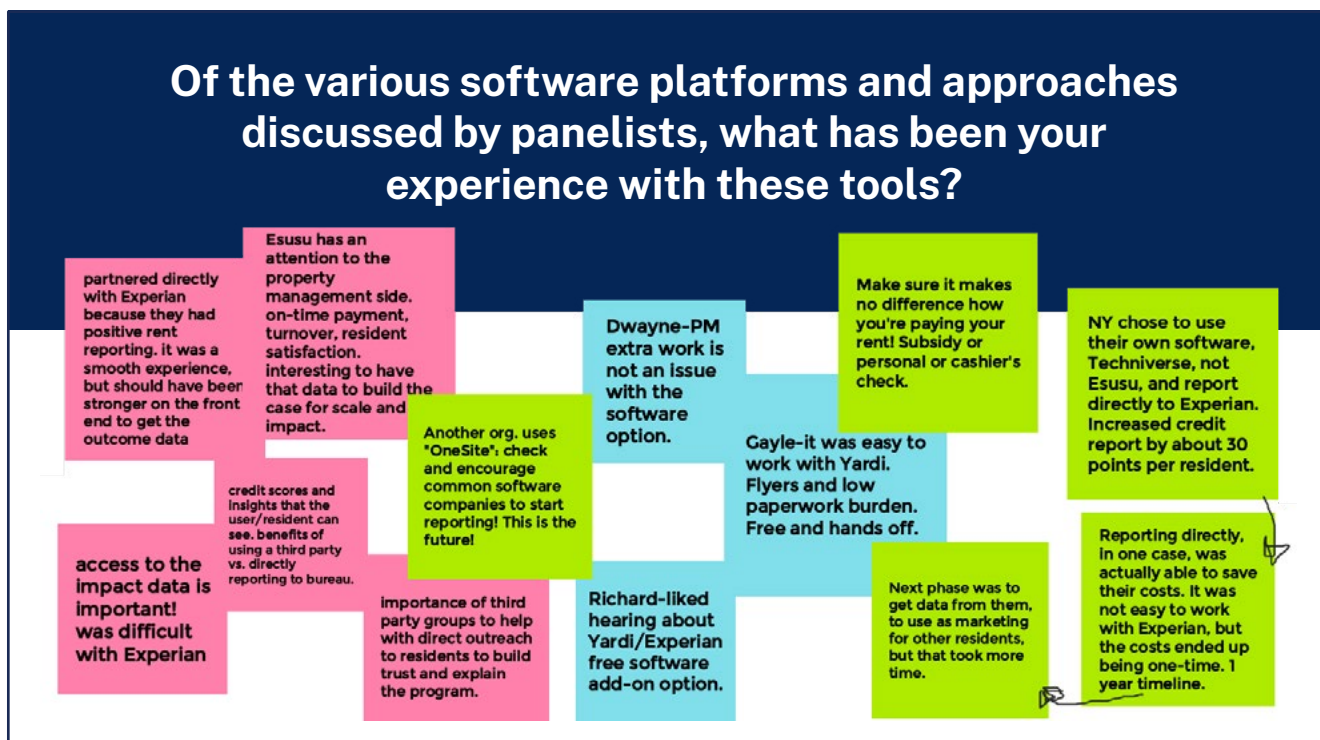 Of the various software platforms and approaches
discussed by panelists, what has been your
experience with these tools?
partnered directly
with Experian
because they had
positive rent
reporting. it was a
smooth experience,
but should have been
stronger on the front
end to get the
outcome data
Esusu has an
attention to the
property
management side.
on-time payment,
turnover, resident
satisfaction.
interesting to have
that data to build the
case for scale and
impact.
credit scores and
insights that the
user/resident can
see. benefits of
using a third party
vs. directly
reporting to bureau.
access to the
impact data is
important!
was difficult
with Experian
importance of third
party groups to help
with direct outreach
to residents to build
trust and explain
the program.
Another org. uses
"OneSite": check
and encourage
common software
companies to start
reporting! This is the
future!
Dwayne-PM
extra work is
not an issue
with the
software
option.
Gayle-it was easy to
work with Yardi.
Flyers and low
paperwork burden.
Free and hands off.
Richard-liked
hearing about
Yardi/Experian
free software
add-on option.
Make sure it makes
no difference how
you're paying your
rent! Subsidy or
personal or cashier's
check.
NY chose to use
their own software,
Techniverse, not
Esusu, and report
directly to Experian.
Increased credit
report by about 30
points per resident.
Reporting directly,
in one case, was
actually able to save
their costs. It was
not easy to work
with Experian, but
the costs ended up
being one-time. 1
year timeline.
Next phase was to
get data from them,
to use as marketing
for other residents,
but that took more
time.